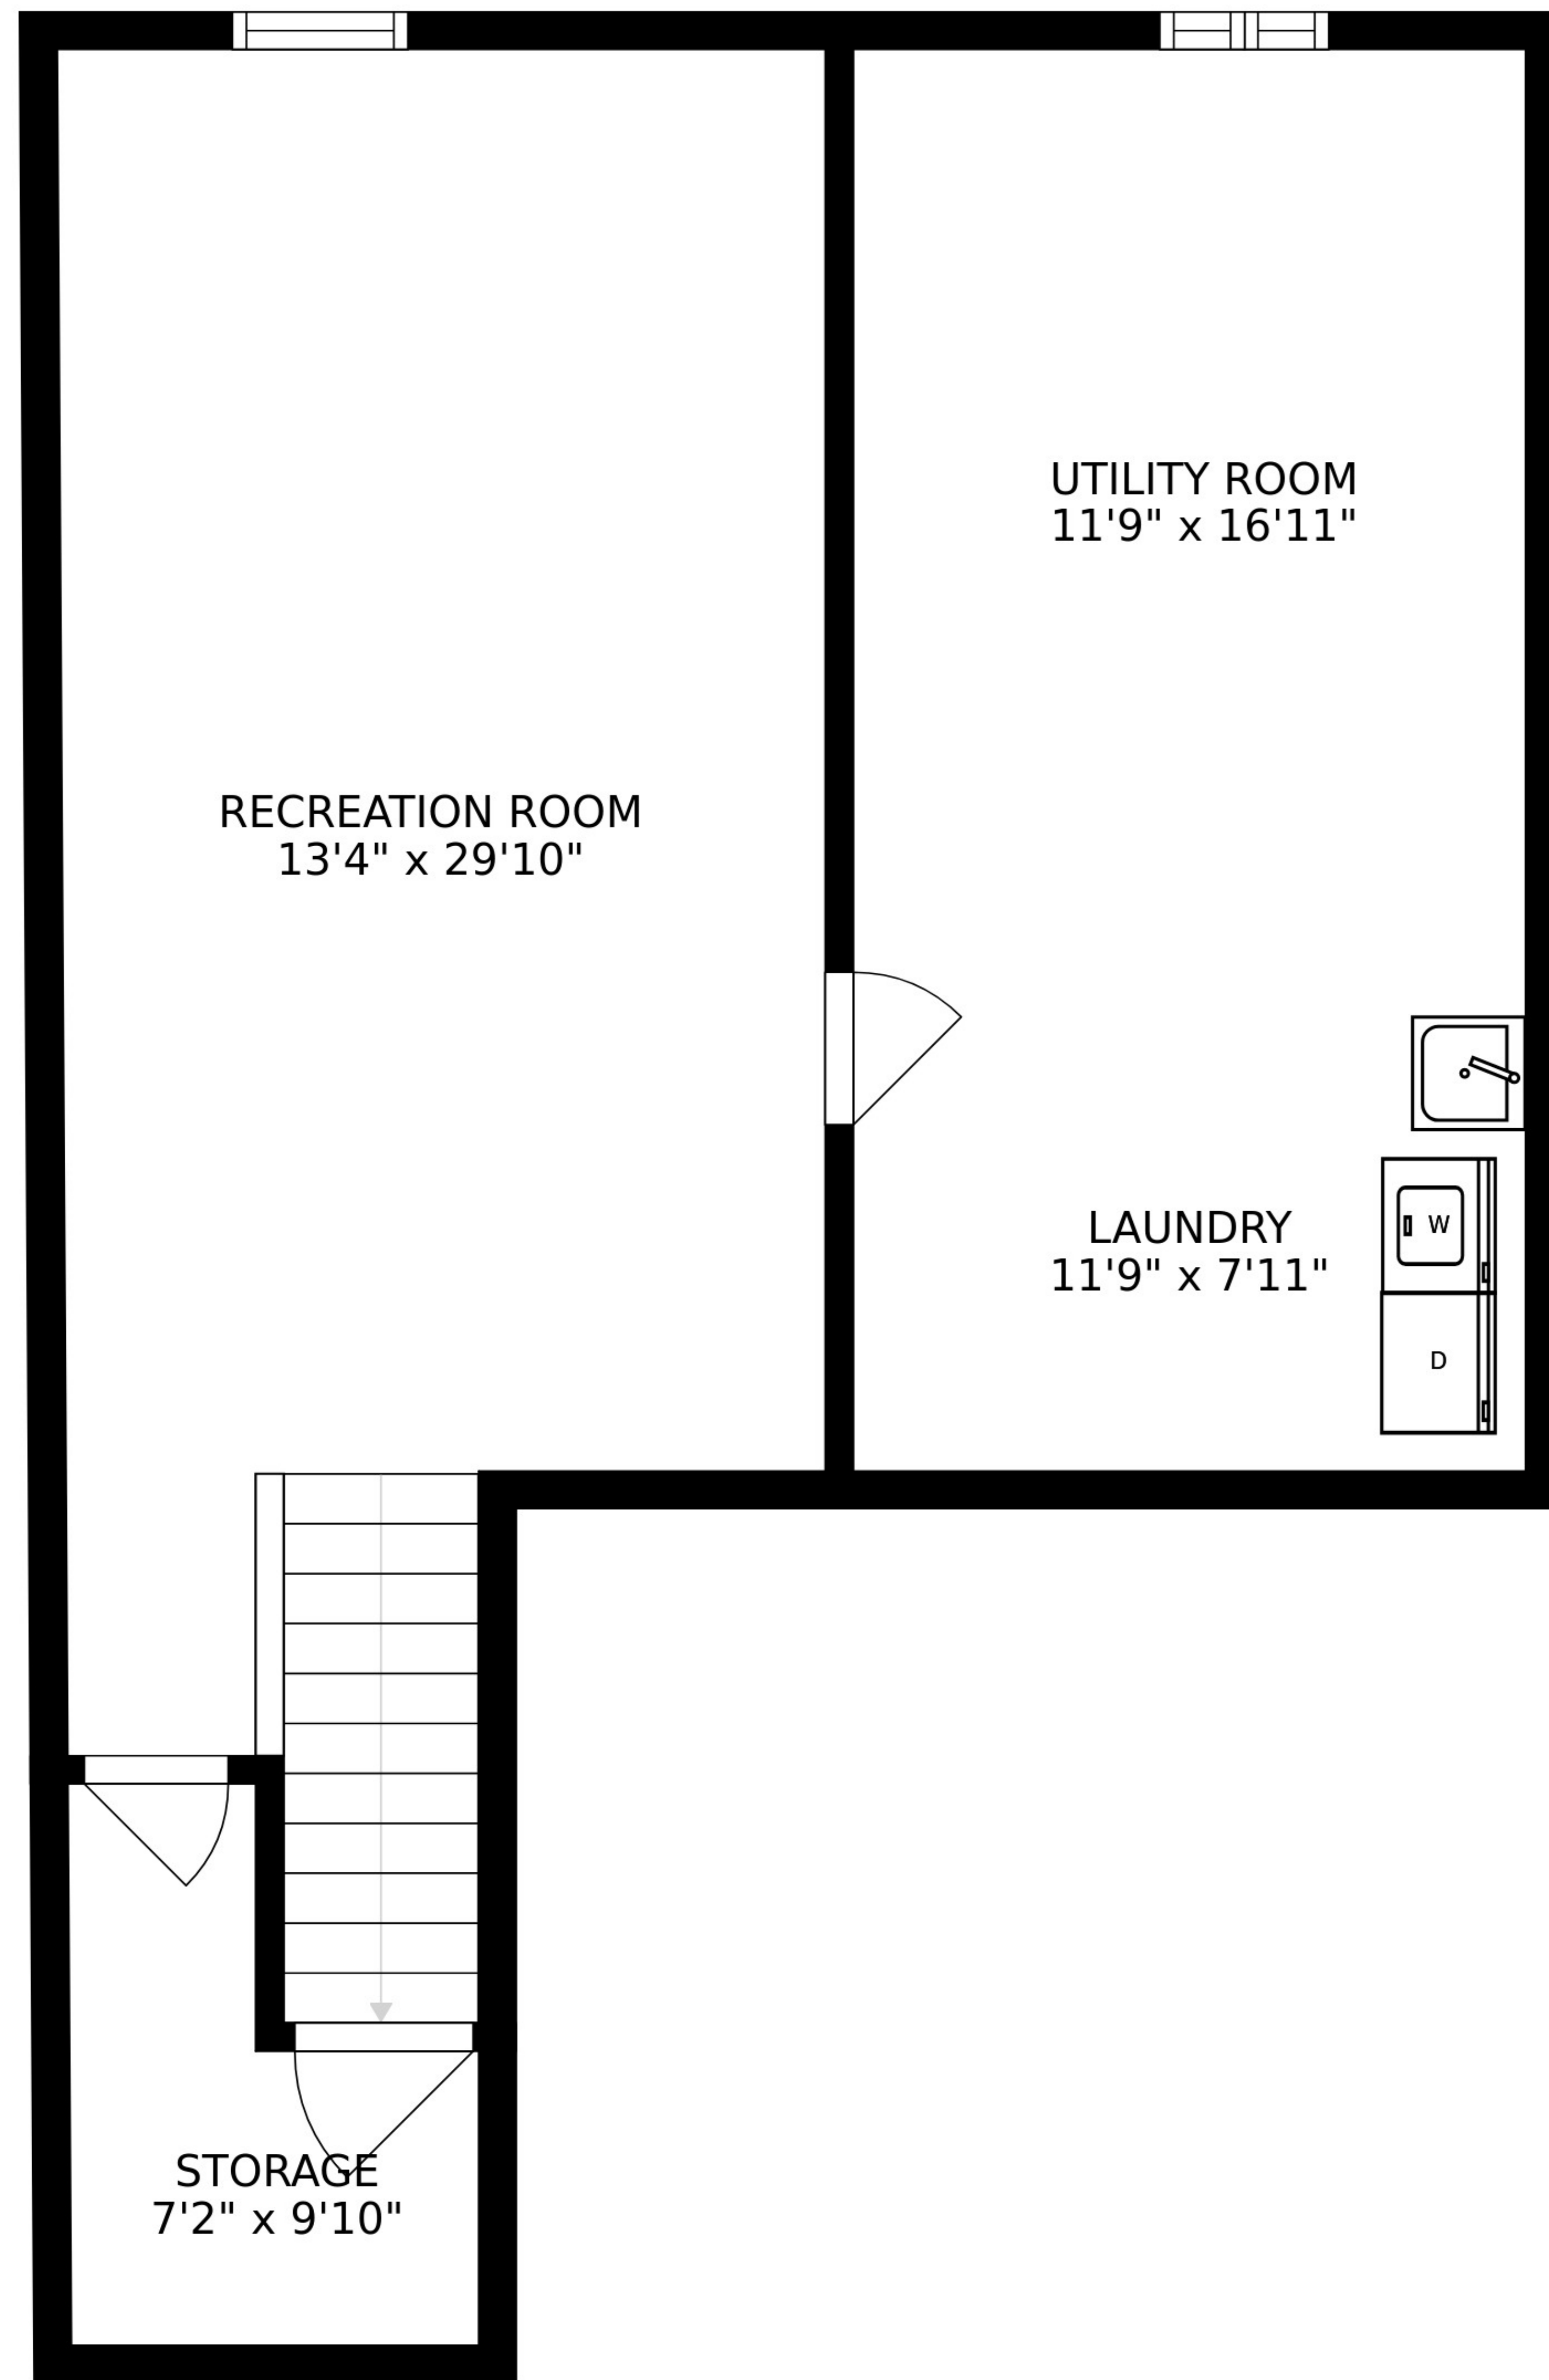 UTILITY ROOM
11'9" x 16'11"
RECREATION ROOM
13'4" x 29'10"
LAUNDRY
11'9" x 7'11"
W
D
STORAGE
7'2" x 9'10"